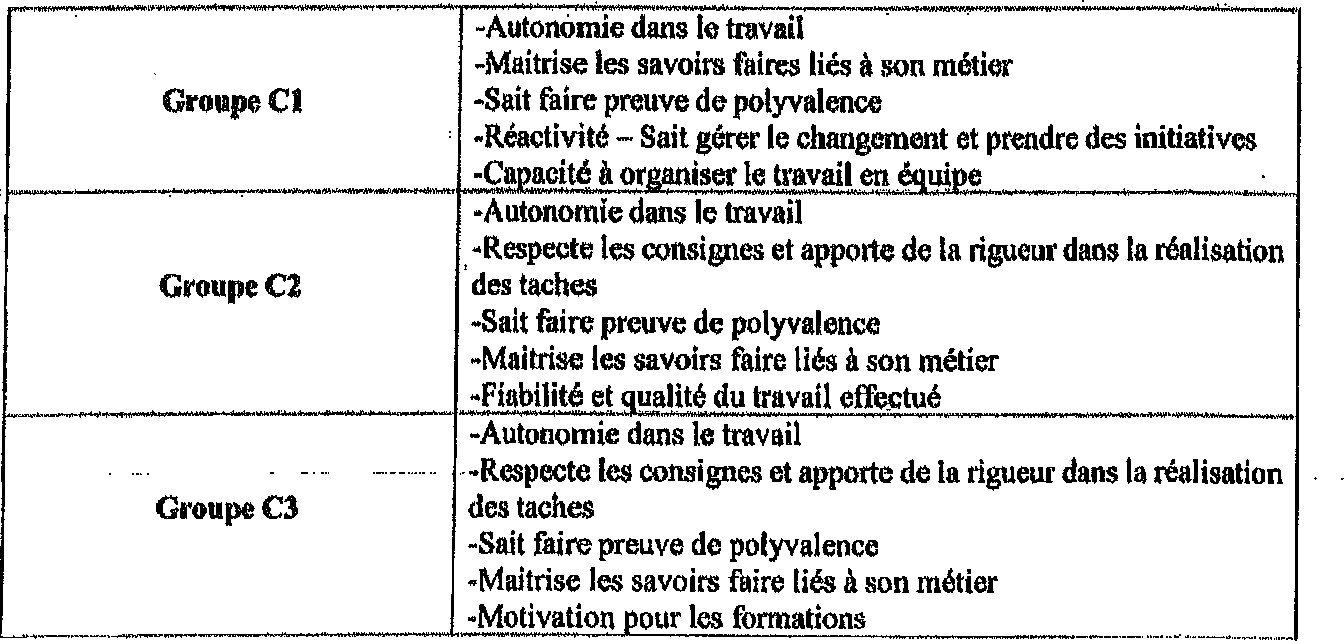 Groupe C1
-Autonomie dans le travail
-Maitrise les savoirs faires liés à son métier
-Sait faire preuve de polyvalence
-Réactivité – Sait gérer le changement et prendre des initiatives
-Capacité à organiser le travail en équipe
Groupe C2
-Autonomie dans le travail
-Respecte les consignes et apporte de la rigueur dans la réalisation
des taches
-Sait faire preuve de polyvalence
-Maitrise les savoirs faire liés à son métier
-Fiabilité et qualité du travail effectué
Groupe C3
-Autonomie dans le travail
-Respecte les consignes et apporte de la rigueur dans la réalisation
des taches
-Sait faire preuve de polyvalence
-Maitrise les savoirs faire liés à son métier
-Motivation pour les formations